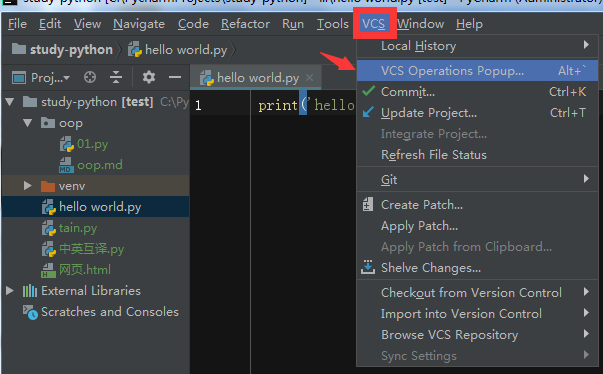 File Edit View Navigate Code Refactor Run Tools VCS Window Help
study-python hello world.py
Proj... hello world.py
study-python [test] C:\Py
oop
01.py
oop.md
venv
hello world.py
tain.py
中英互译.py
网页.html
External Libraries
Scratches and Consoles
1 print('hello
Local History
VCS Operations Popup... Alt+`
Commit... Ctrl+K
Update Project... Ctrl+T
Integrate Project...
Refresh File Status
Git
Create Patch...
Apply Patch...
Apply Patch from Clipboard...
Shelve Changes...
Checkout from Version Control
Import into Version Control
Browse VCS Repository
Sync Settings